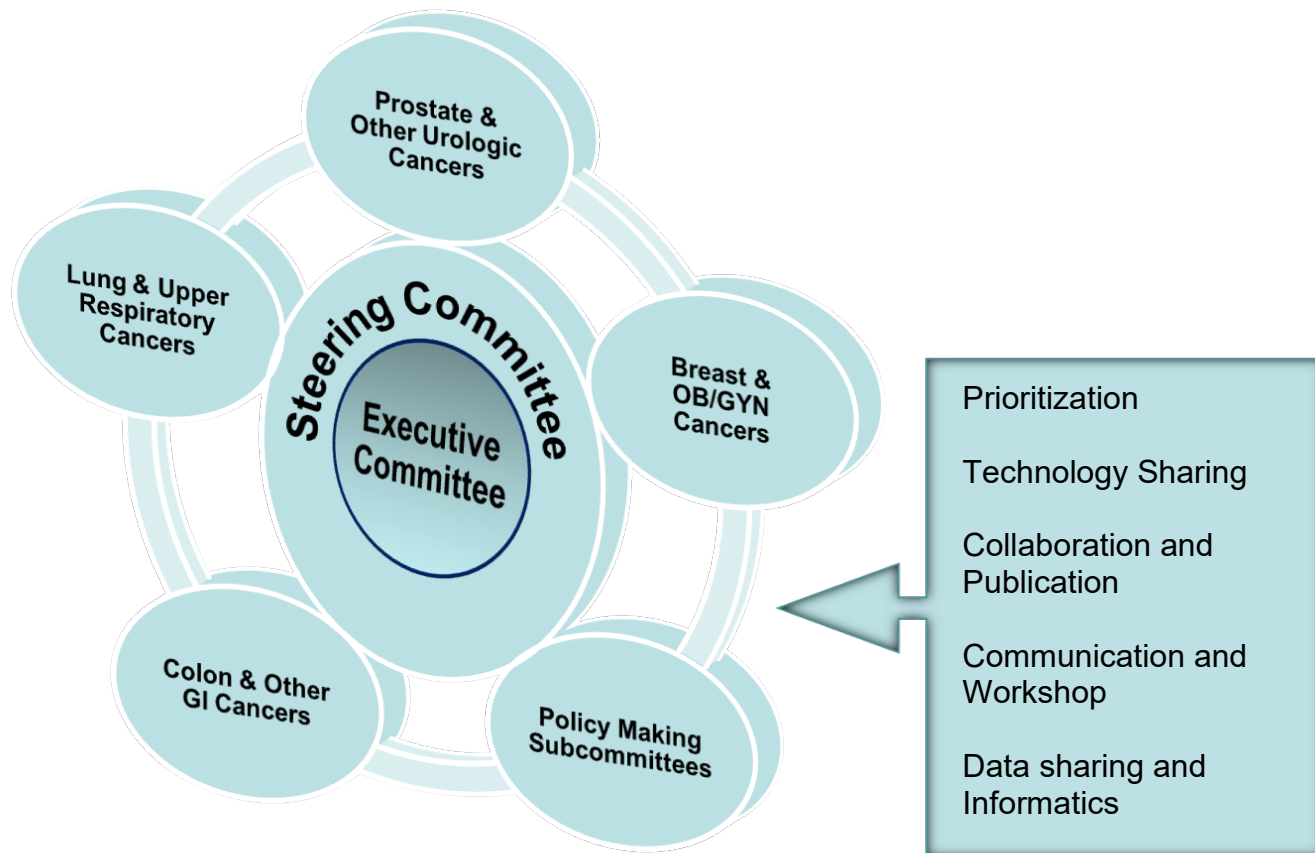 Prostate &
Other Urologic
Cancers
Lung & Upper
Respiratory
Cancers
Steering Committee
Executive
Committee
Breast &
OB/GYN
Cancers
Colon & Other
GI Cancers
Policy Making
Subcommittees
Prioritization
Technology Sharing
Collaboration and
Publication
Communication and
Workshop
Data sharing and
Informatics